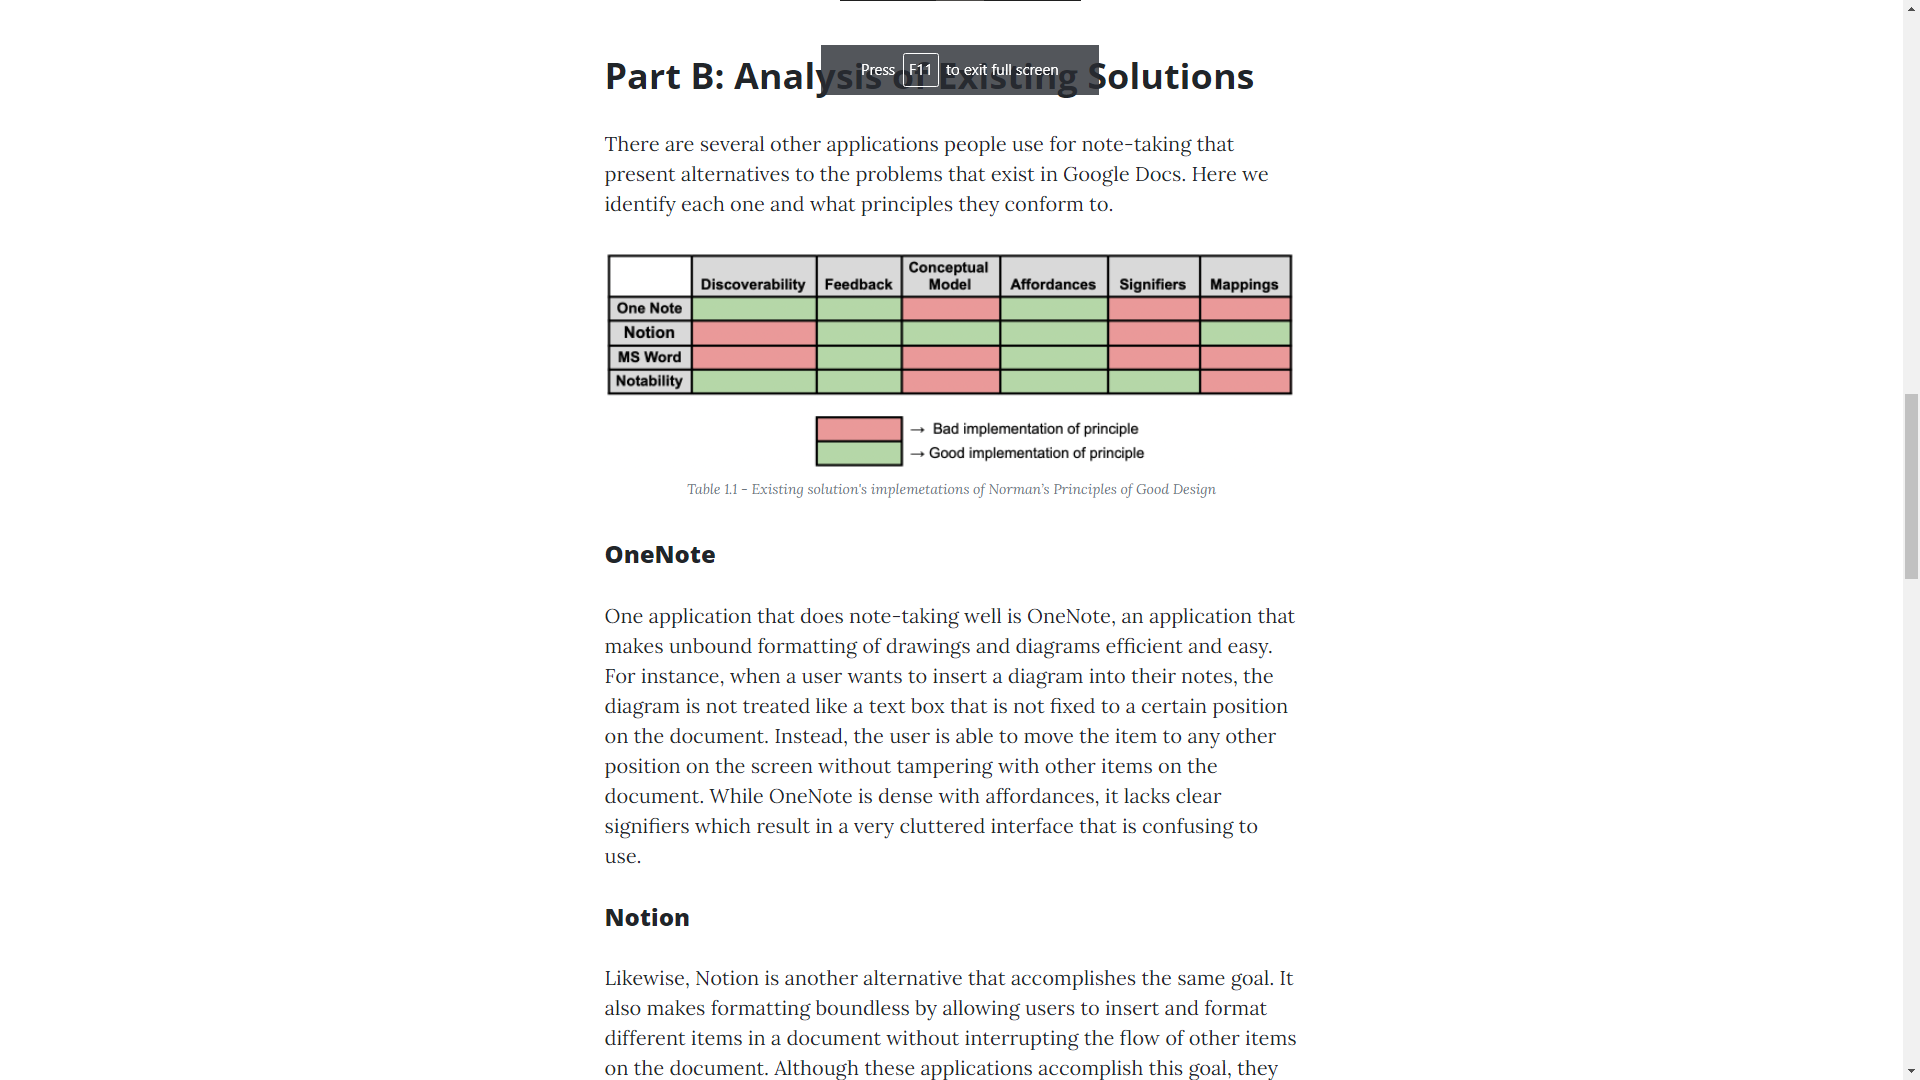 Part B: Analysis of Existing Solutions
Press F11 to exit full screen
There are several other applications people use for note-taking that
present alternatives to the problems that exist in Google Docs. Here we
identify each one and what principles they conform to.
Discoverability Feedback Conceptual Model Affordances Signifiers Mappings
One Note
Notion
MS Word
Notability
→ Bad implementation of principle
→ Good implementation of principle
Table 1.1 - Existing solution's implemetations of Norman's Principles of Good Design
OneNote
One application that does note-taking well is OneNote, an application that
makes unbound formatting of drawings and diagrams efficient and easy.
For instance, when a user wants to insert a diagram into their notes, the
diagram is not treated like a text box that is not fixed to a certain position
on the document. Instead, the user is able to move the item to any other
position on the screen without tampering with other items on the
document. While OneNote is dense with affordances, it lacks clear
signifiers which result in a very cluttered interface that is confusing to
use.
Notion
Likewise, Notion is another alternative that accomplishes the same goal. It
also makes formatting boundless by allowing users to insert and format
different items in a document without interrupting the flow of other items
on the document. Although these applications accomplish this goal, they